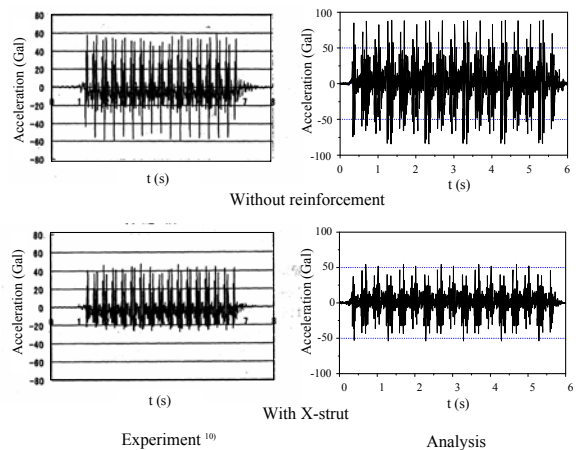 80
60
40
20
0
-20
-40
-60
-80
Acceleration (Gal)
1
7
8
t (s)
100
50
0
-50
-100
Acceleration (Gal)
0 1 2 3 4 5 6
t (s)
Without reinforcement
80
60
40
20
0
-20
-40
-60
-80
Acceleration (Gal)
1
7
t (s)
100
50
0
-50
-100
Acceleration (Gal)
0 1 2 3 4 5 6
t (s)
With X-strut
Experiment 10)
Analysis